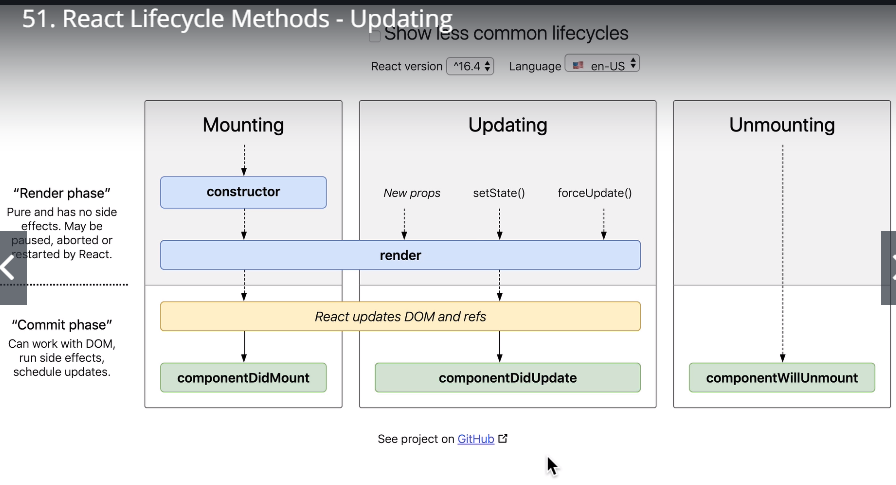 51. React Lifecycle Methods - Updating
Show less common lifecycles
React version ^16.4 Language en-US
Mounting
Updating
Unmounting
“Render phase”
Pure and has no side
effects. May be
paused, aborted or
restarted by React.
constructor
New props
setState()
forceUpdate()
render
“Commit phase”
Can work with DOM,
run side effects,
schedule updates.
React updates DOM and refs
componentDidMount
componentDidUpdate
componentWillUnmount
See project on GitHub